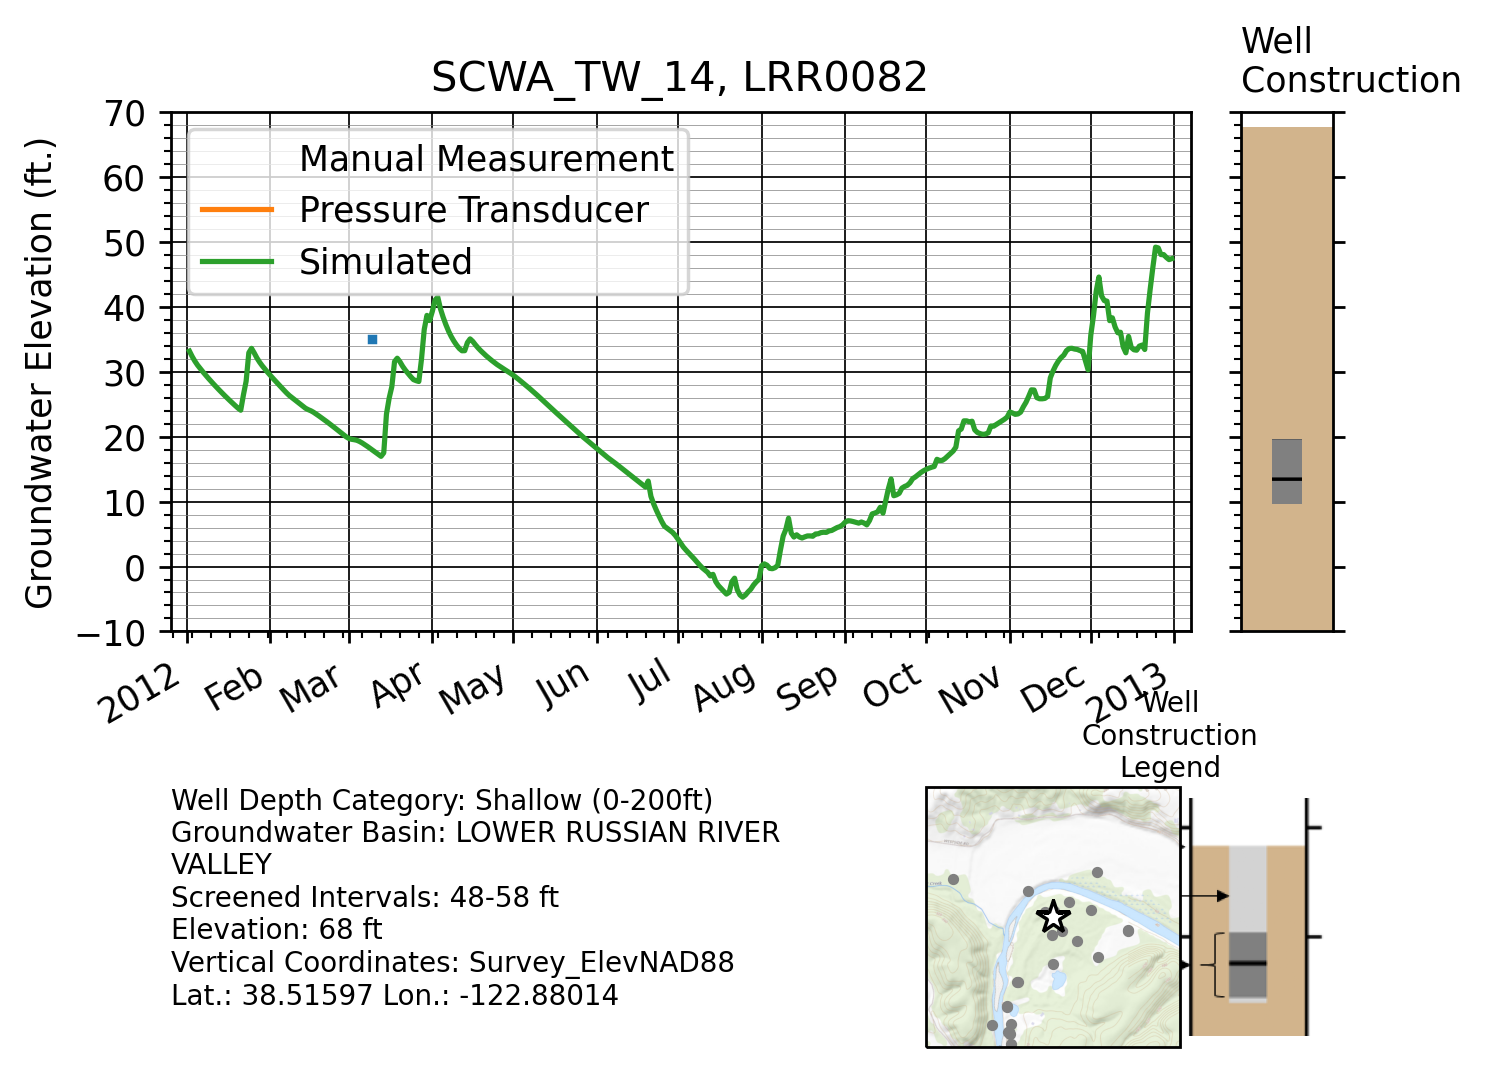 Well
Construction
SCWA_TW_14, LRR0082
Groundwater Elevation (ft.)
70
60
50
40
30
20
10
0
−10
Manual Measurement
Pressure Transducer
Simulated
2012 Feb Mar Apr May Jun Jul Aug Sep Oct Nov Dec 2013
Well
Construction
Legend
Well Depth Category: Shallow (0-200ft)
Groundwater Basin: LOWER RUSSIAN RIVER
VALLEY
Screened Intervals: 48-58 ft
Elevation: 68 ft
Vertical Coordinates: Survey_ElevNAD88
Lat.: 38.51597 Lon.: -122.88014